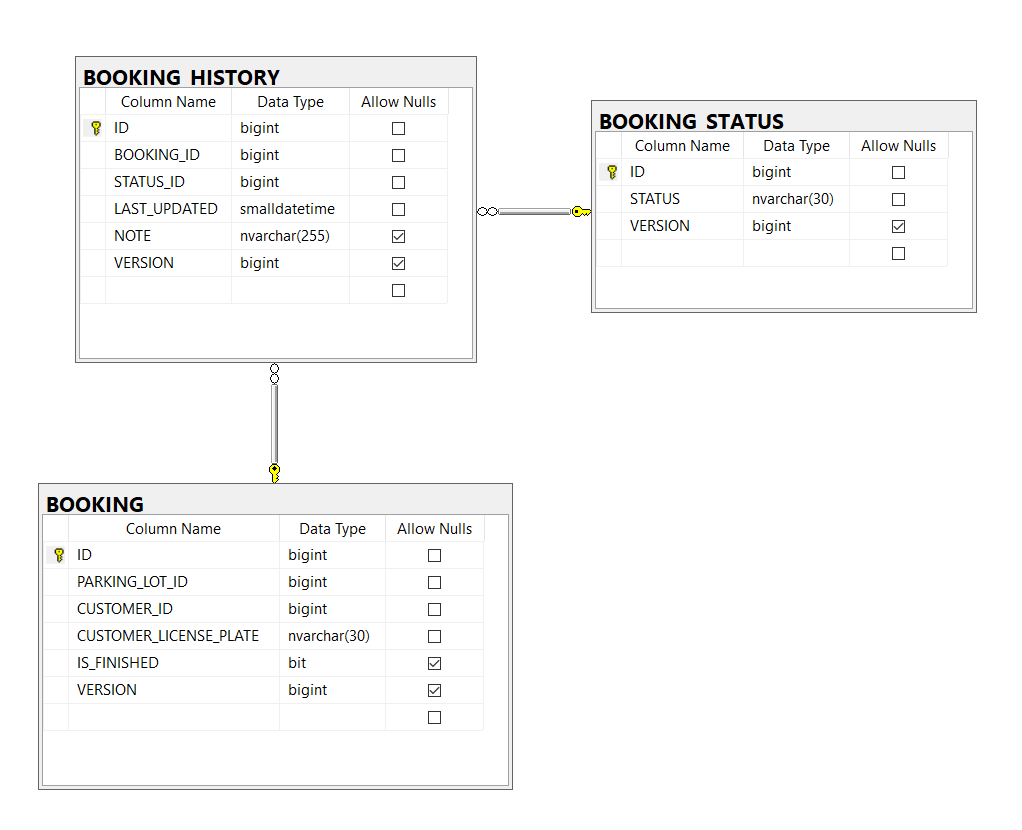 BOOKING_HISTORY
Column Name Data Type Allow Nulls
ID bigint
BOOKING_ID bigint
STATUS_ID bigint
LAST_UPDATED smalldatetime
NOTE nvarchar(255)
VERSION bigint
BOOKING_STATUS
Column Name Data Type Allow Nulls
ID bigint
STATUS nvarchar(30)
VERSION bigint
BOOKING
Column Name Data Type Allow Nulls
ID bigint
PARKING_LOT_ID bigint
CUSTOMER_ID bigint
CUSTOMER_LICENSE_PLATE nvarchar(30)
IS_FINISHED bit
VERSION bigint